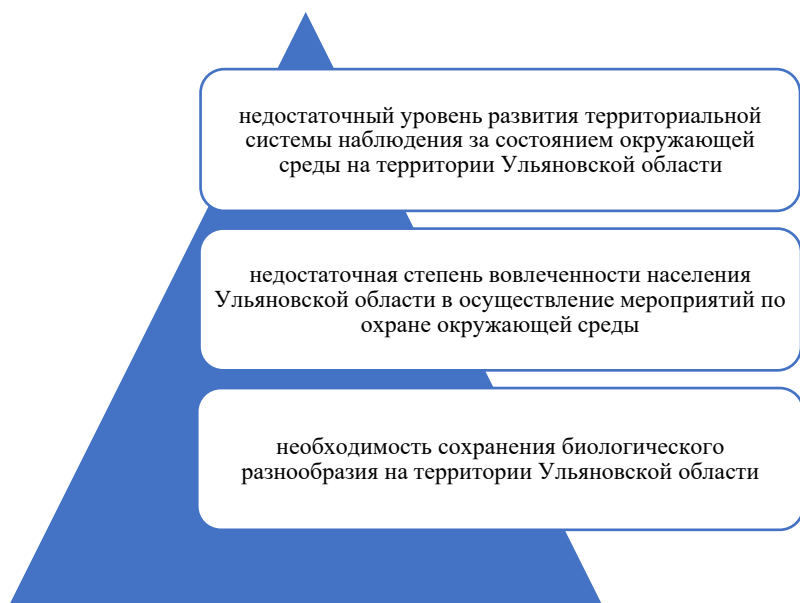 недостаточный уровень развития территориальной
системы наблюдения за состоянием окружающей
среды на территории Ульяновской области
недостаточная степень вовлеченности населения
Ульяновской области в осуществление мероприятий по
охране окружающей среды
необходимость сохранения биологического
разнообразия на территории Ульяновской области